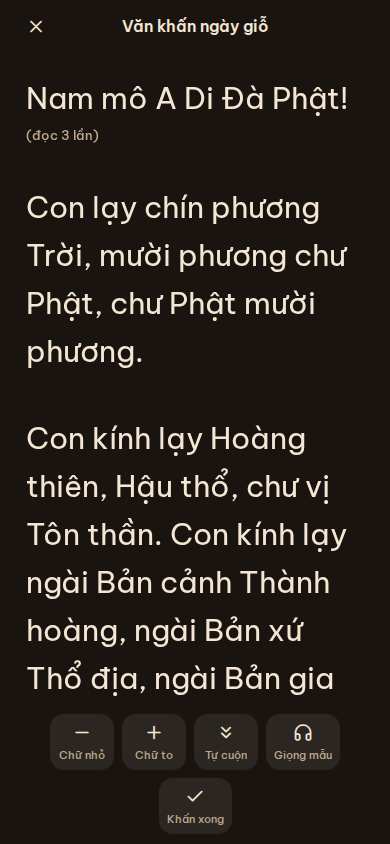 Văn khấn ngày giỗ
Nam mô A Di Đà Phật!
(đọc 3 lần)
Con lạy chín phương
Trời, mười phương chư
Phật, chư Phật mười
phương.
Con kính lạy Hoàng
thiên, Hậu thổ, chư vị
Tôn thần. Con kính lạy
ngài Bản cảnh Thành
hoàng, ngài Bản xứ
Thổ địa, ngài Bản gia
Chữ nhỏ
Chữ to
Tự cuộn
Giọng mẫu
Khấn xong